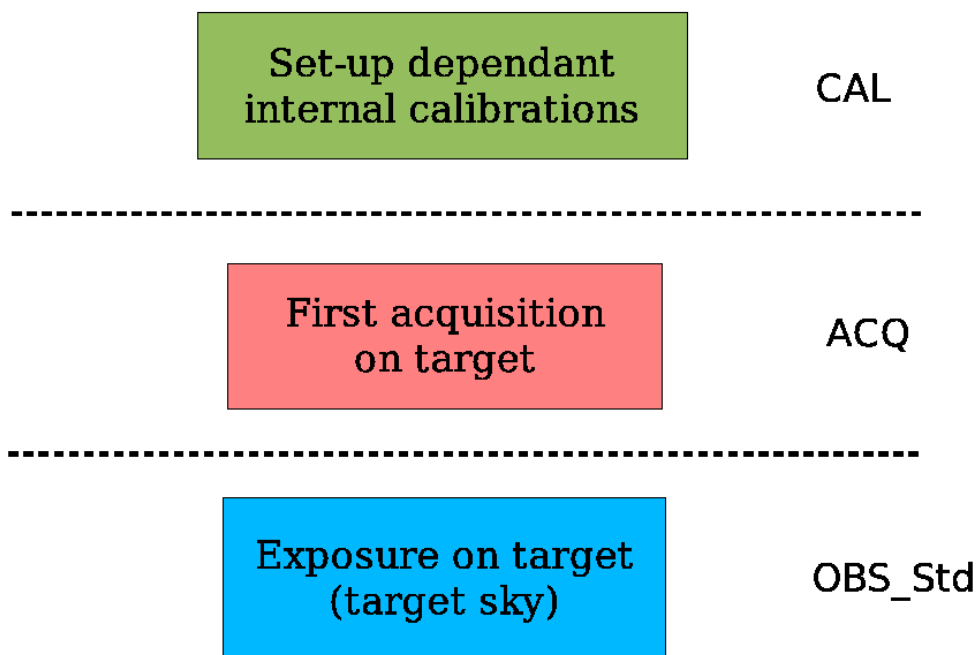 Set-up dependant
internal calibrations
CAL
First acquisition
on target
ACQ
Exposure on target
(target sky)
OBS_Std